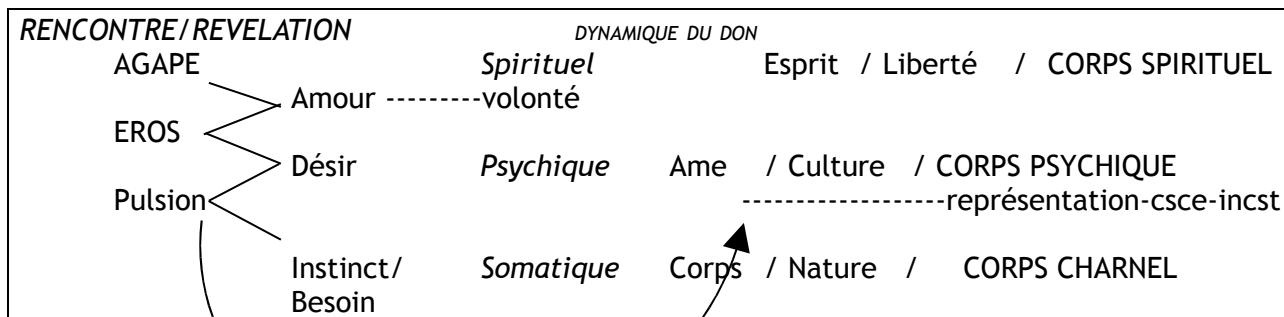 RENCONTRE/REVELATION DYNAMIQUE DU DON
AGAPE Spirituel Esprit / Liberté / CORPS SPIRITUEL
Amour ---------volonté
EROS
Désir Psychique Ame / Culture / CORPS PSYCHIQUE
Pulsion ------------------représentation-csce-incst
Instinct/ Somatique Corps / Nature / CORPS CHARNEL
Besoin